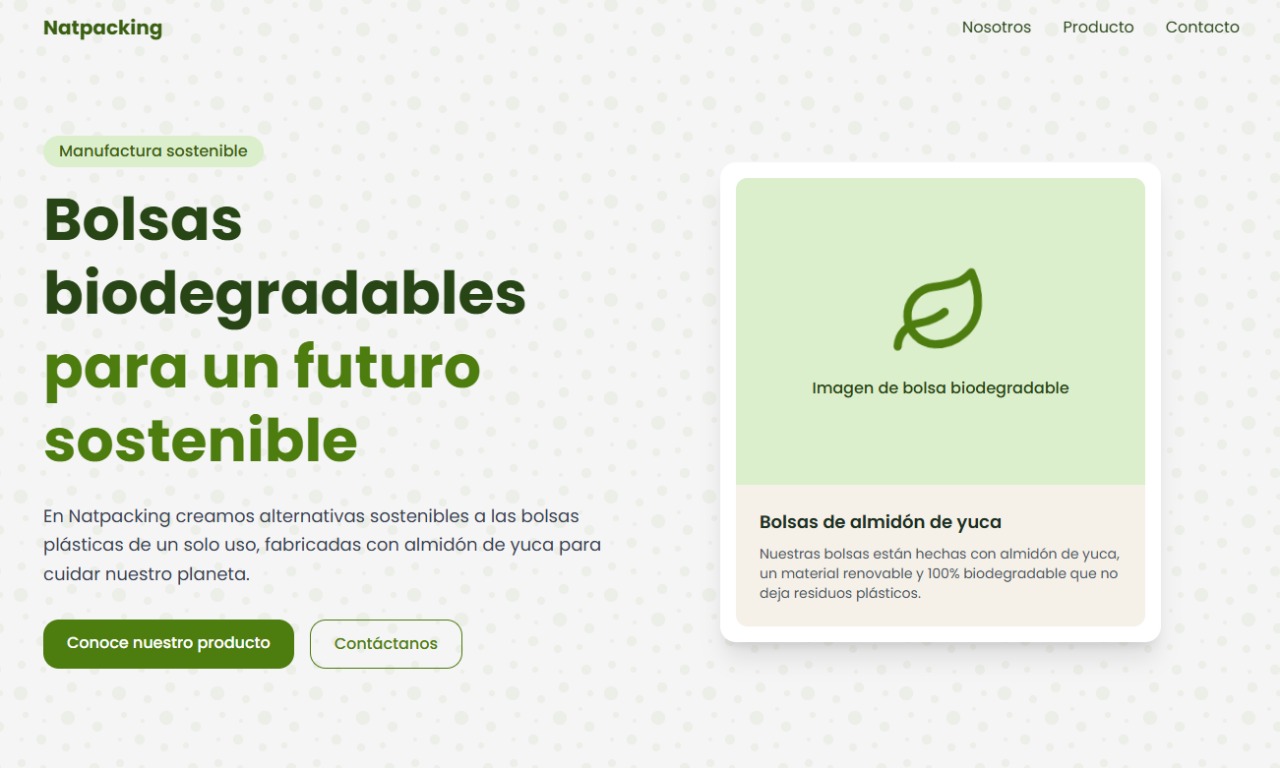 Natpacking
Nosotros
Producto
Contacto
Manufactura sostenible
Bolsas
biodegradables
para un futuro
sostenible
En Natpacking creamos alternativas sostenibles a las bolsas
plásticas de un solo uso, fabricadas con almidón de yuca para
cuidar nuestro planeta.
Conoce nuestro producto
Contáctanos
Imagen de bolsa biodegradable
Bolsas de almidón de yuca
Nuestras bolsas están hechas con almidón de yuca,
un material renovable y 100% biodegradable que no
deja residuos plásticos.